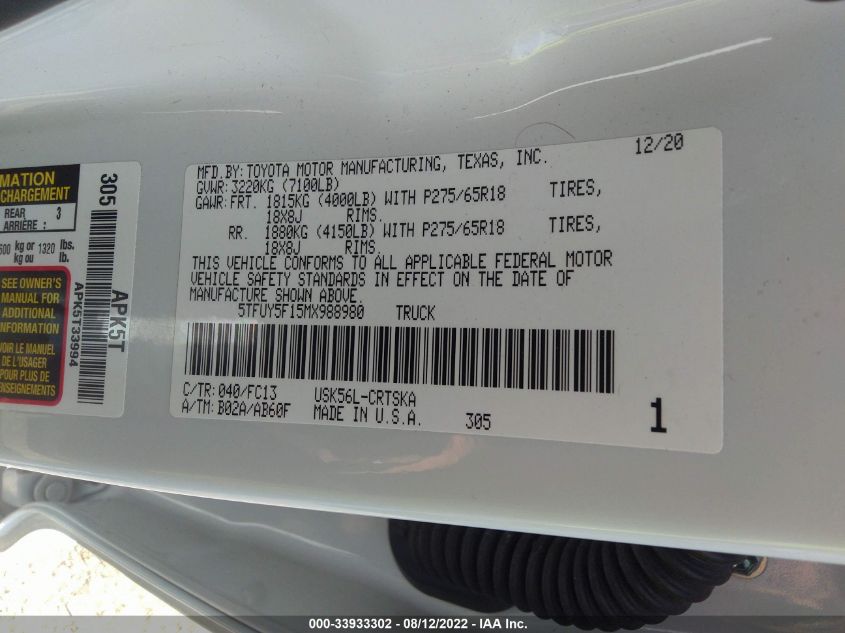 MFD.BY:TOYOTA MOTOR MANUFACTURING, TEXAS, INC. 12/20
GVWR:3220KG (7100LB)
GAWR:FRT. 1815KG (4000LB) WITH P275/65R18 TIRES,
18X8J RIMS.
RR. 1880KG (4150LB) WITH P275/65R18 TIRES,
18X8J RIMS.
THIS VEHICLE CONFORMS TO ALL APPLICABLE FEDERAL MOTOR
VEHICLE SAFETY STANDARDS IN EFFECT ON THE DATE OF
MANUFACTURE SHOWN ABOVE.
5TFUY5F15MX988980 TRUCK
C/TR:040/FC13 USK56L-CRTSKA
A/TM:B02A/AB60F MADE IN U.S.A. 305 1
CHARGEMENT
REAR 3
ARRIÈRE :
kg or 1320 lbs.
kg ou lb.
SEE OWNER'S
MANUAL FOR
ADDITIONAL
INFORMATION
VOIR LE MANUEL
DE L'USAGER
POUR PLUS DE
RENSEIGNEMENTS
305
APK5T
APK5T33994
000-33933302 - 08/12/2022 - IAA Inc.